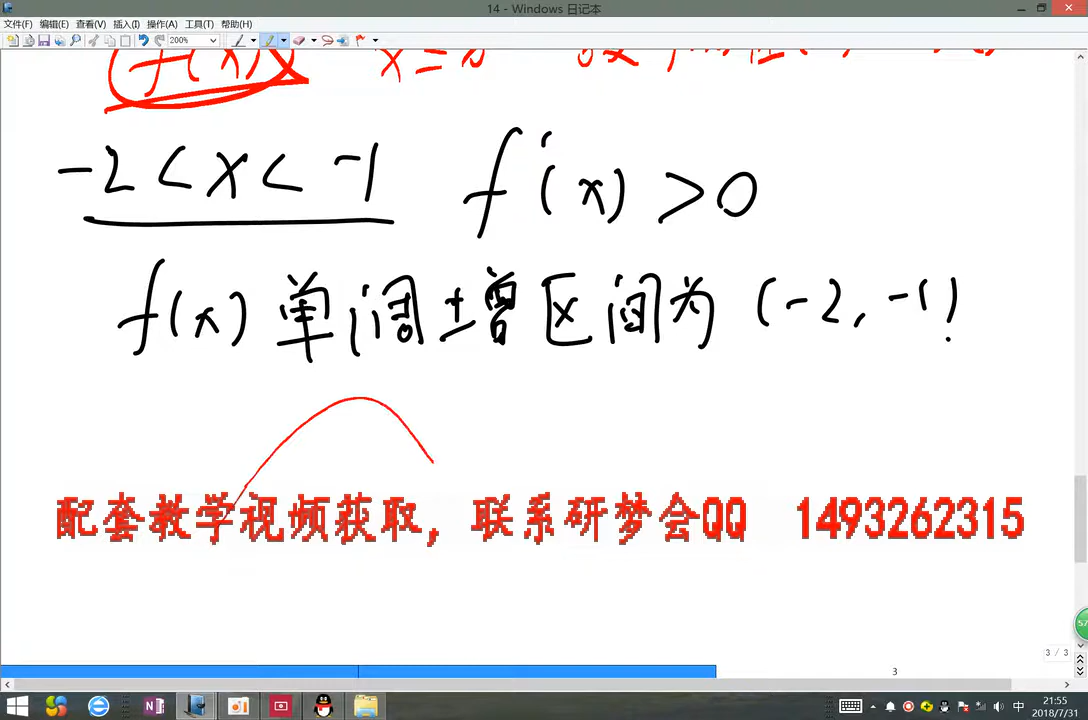 14 - Windows 日记本
文件(F) 编辑(E) 查看(V) 插入(I) 操作(A) 工具(T) 帮助(H)
200%
f(x)
-2 < x < -1 f'(x) > 0
f(x) 单调增区间为 (-2, -1)
配套教学视频获取，联系研梦会QQ 1493262315
57
3 / 3
3
中
21:55
2018/7/31